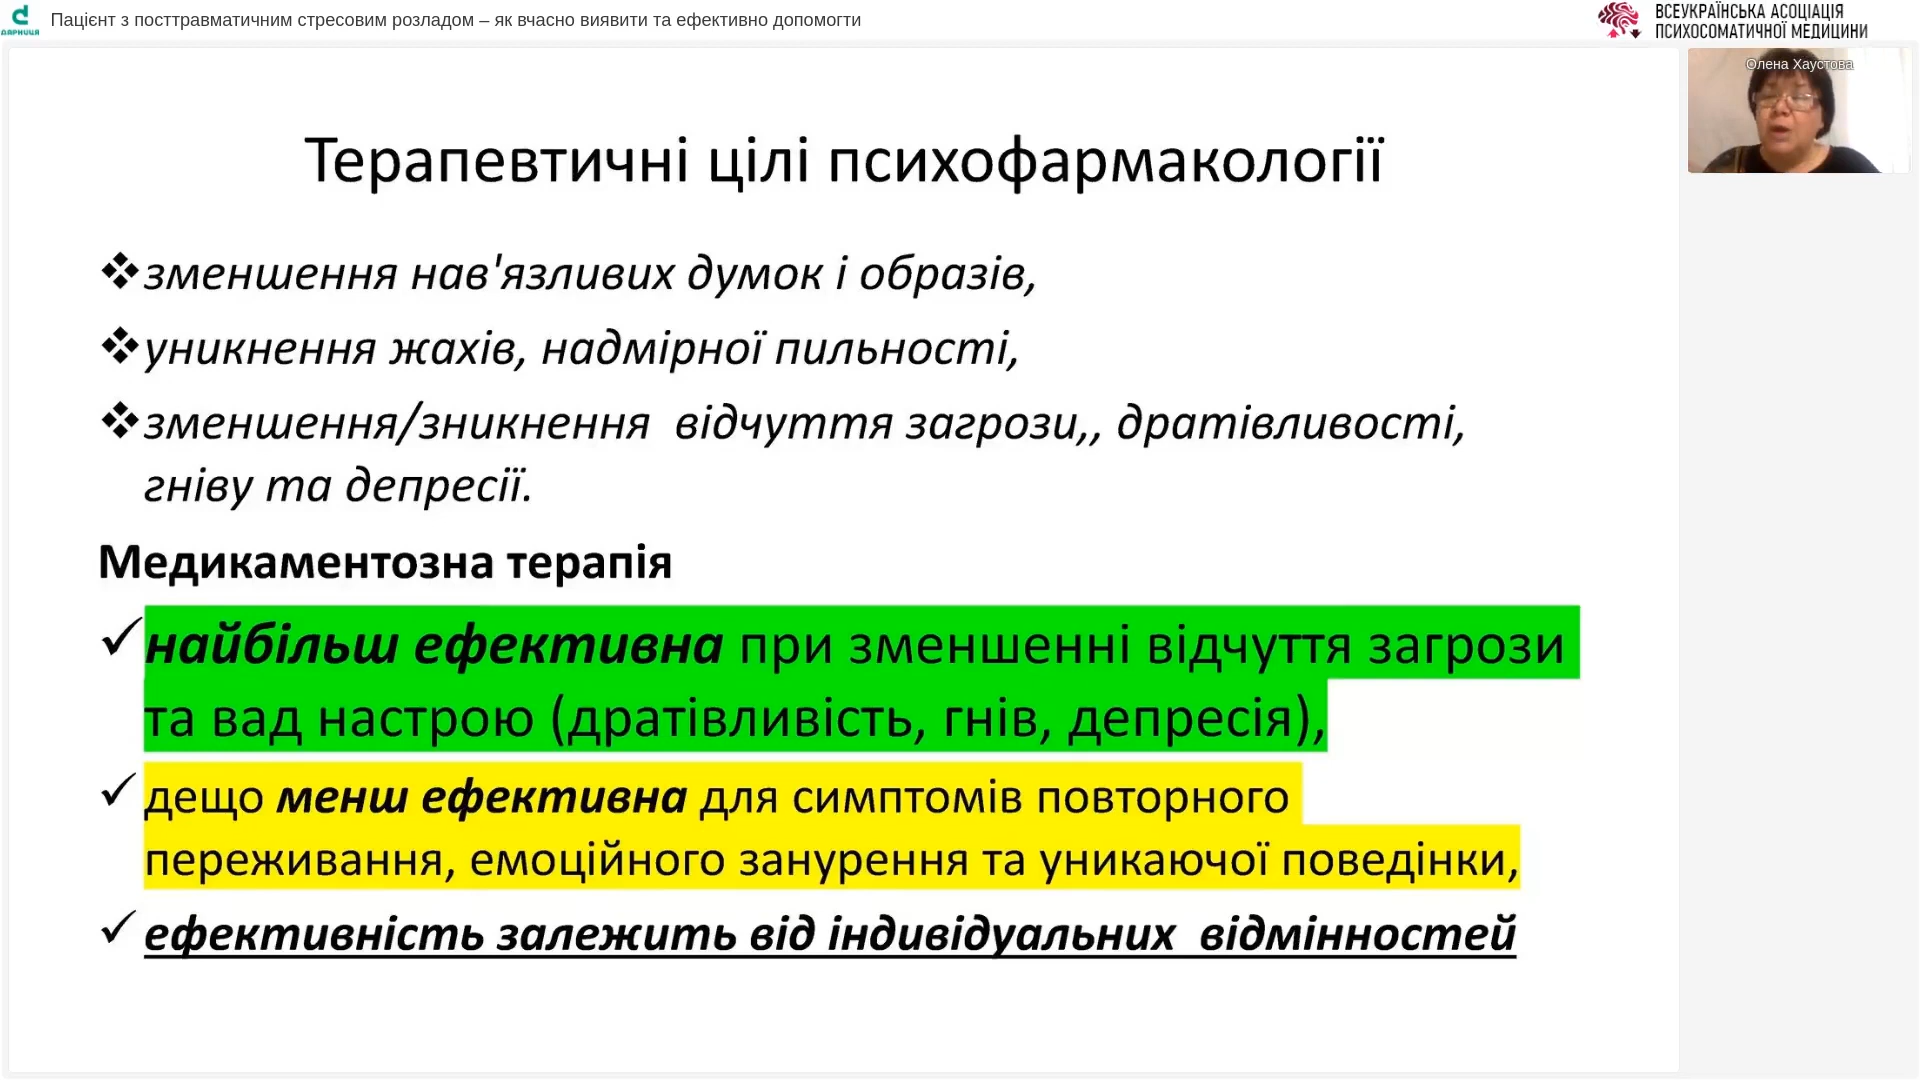 Пацієнт з посттравматичним стресовим розладом – як вчасно виявити та ефективно допомогти
ДАРНИЦЯ
ВСЕУКРАЇНСЬКА АСОЦІАЦІЯ
ПСИХОСОМАТИЧНОЇ МЕДИЦИНИ
Олена Хаустова
Терапевтичні цілі психофармакології
зменшення нав'язливих думок і образів,
уникнення жахів, надмірної пильності,
зменшення/зникнення відчуття загрози,, дратівливості,
гніву та депресії.
Медикаментозна терапія
найбільш ефективна при зменшенні відчуття загрози
та вад настрою (дратівливість, гнів, депресія),
дещо менш ефективна для симптомів повторного
переживання, емоційного занурення та уникаючої поведінки,
ефективність залежить від індивідуальних відмінностей